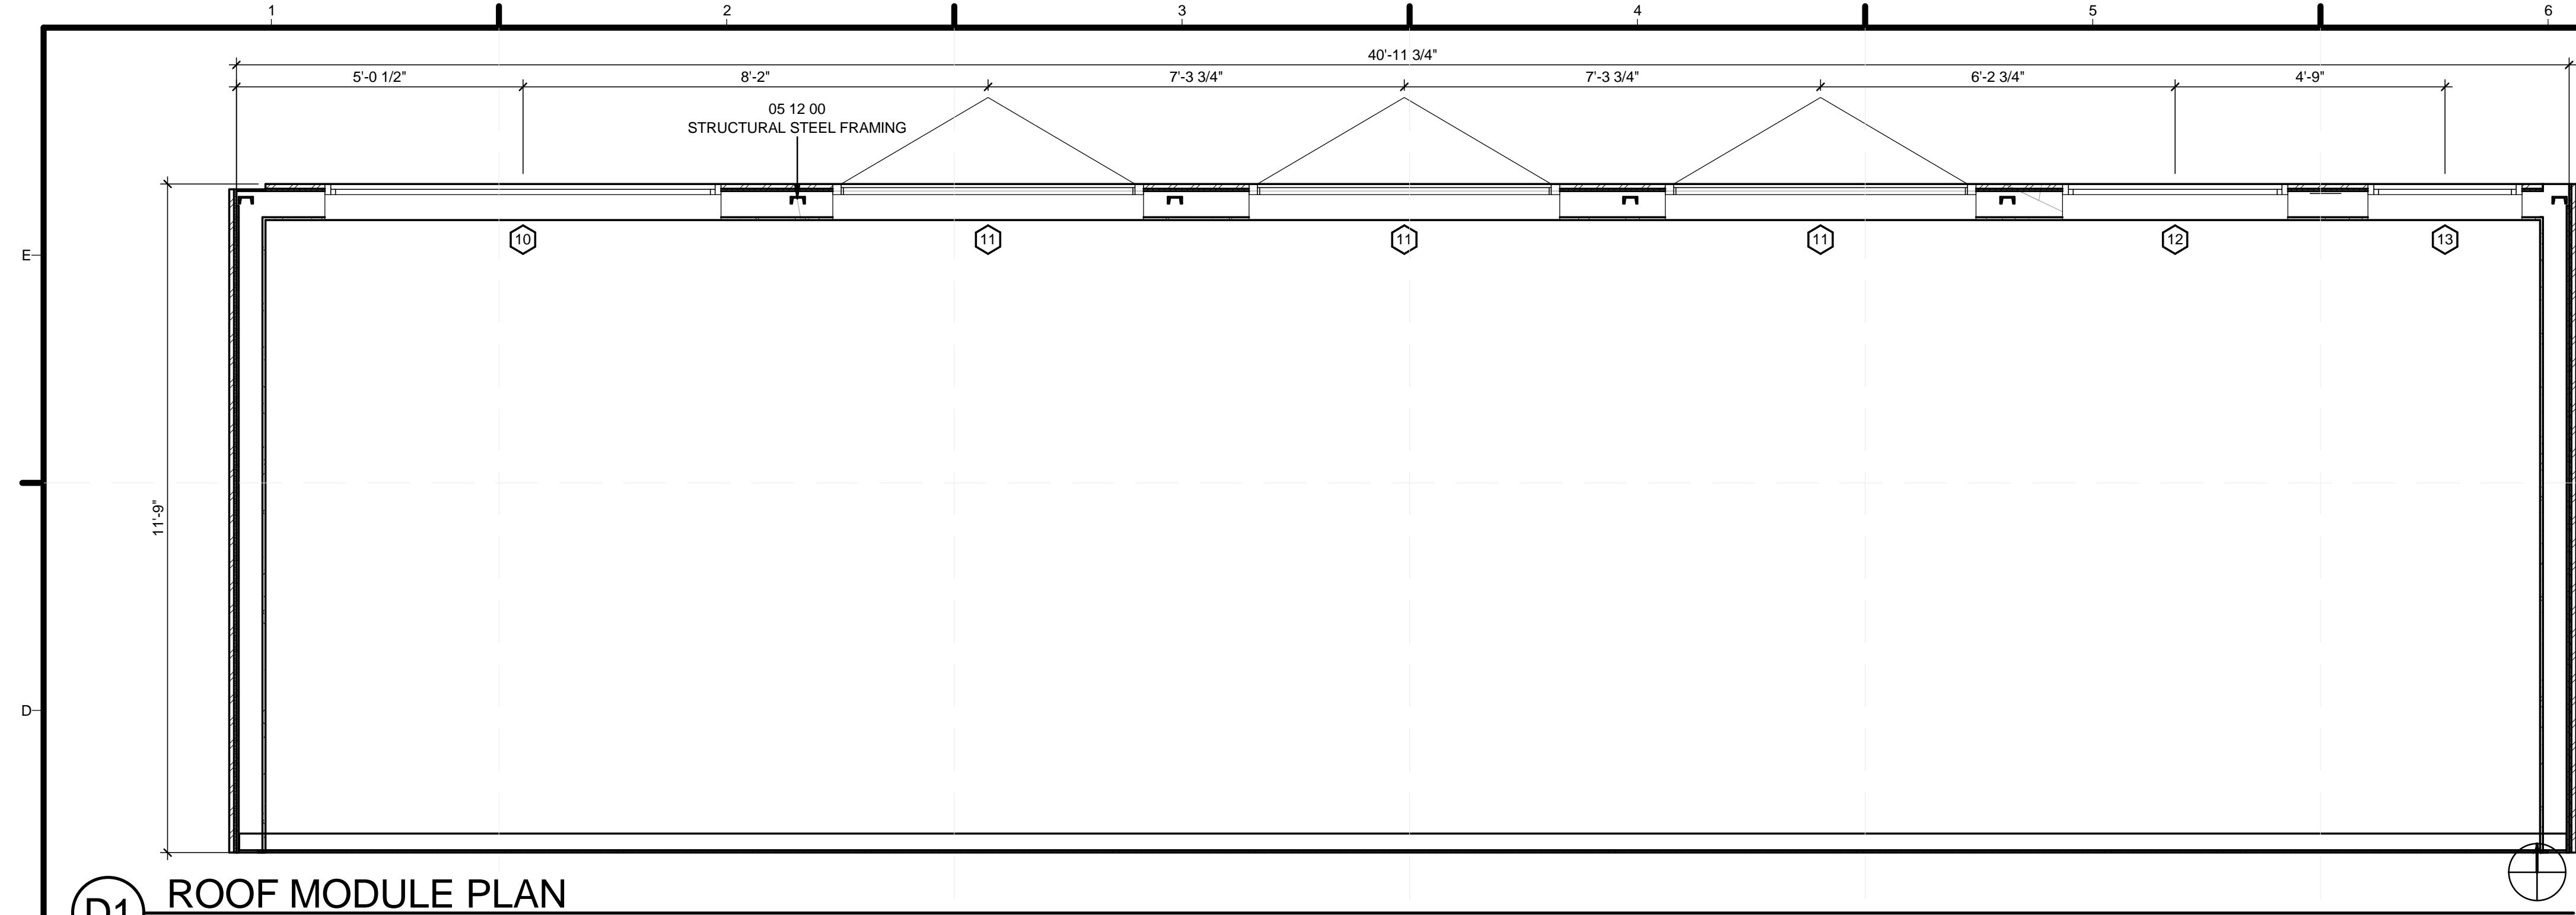 1 2 3 4 5 6
40'-11 3/4"
5'-0 1/2" 8'-2" 7'-3 3/4" 7'-3 3/4" 6'-2 3/4" 4'-9"
05 12 00
STRUCTURAL STEEL FRAMING
10 11 11 11 12 13
E
11'-9"
D
D1 ROOF MODULE PLAN